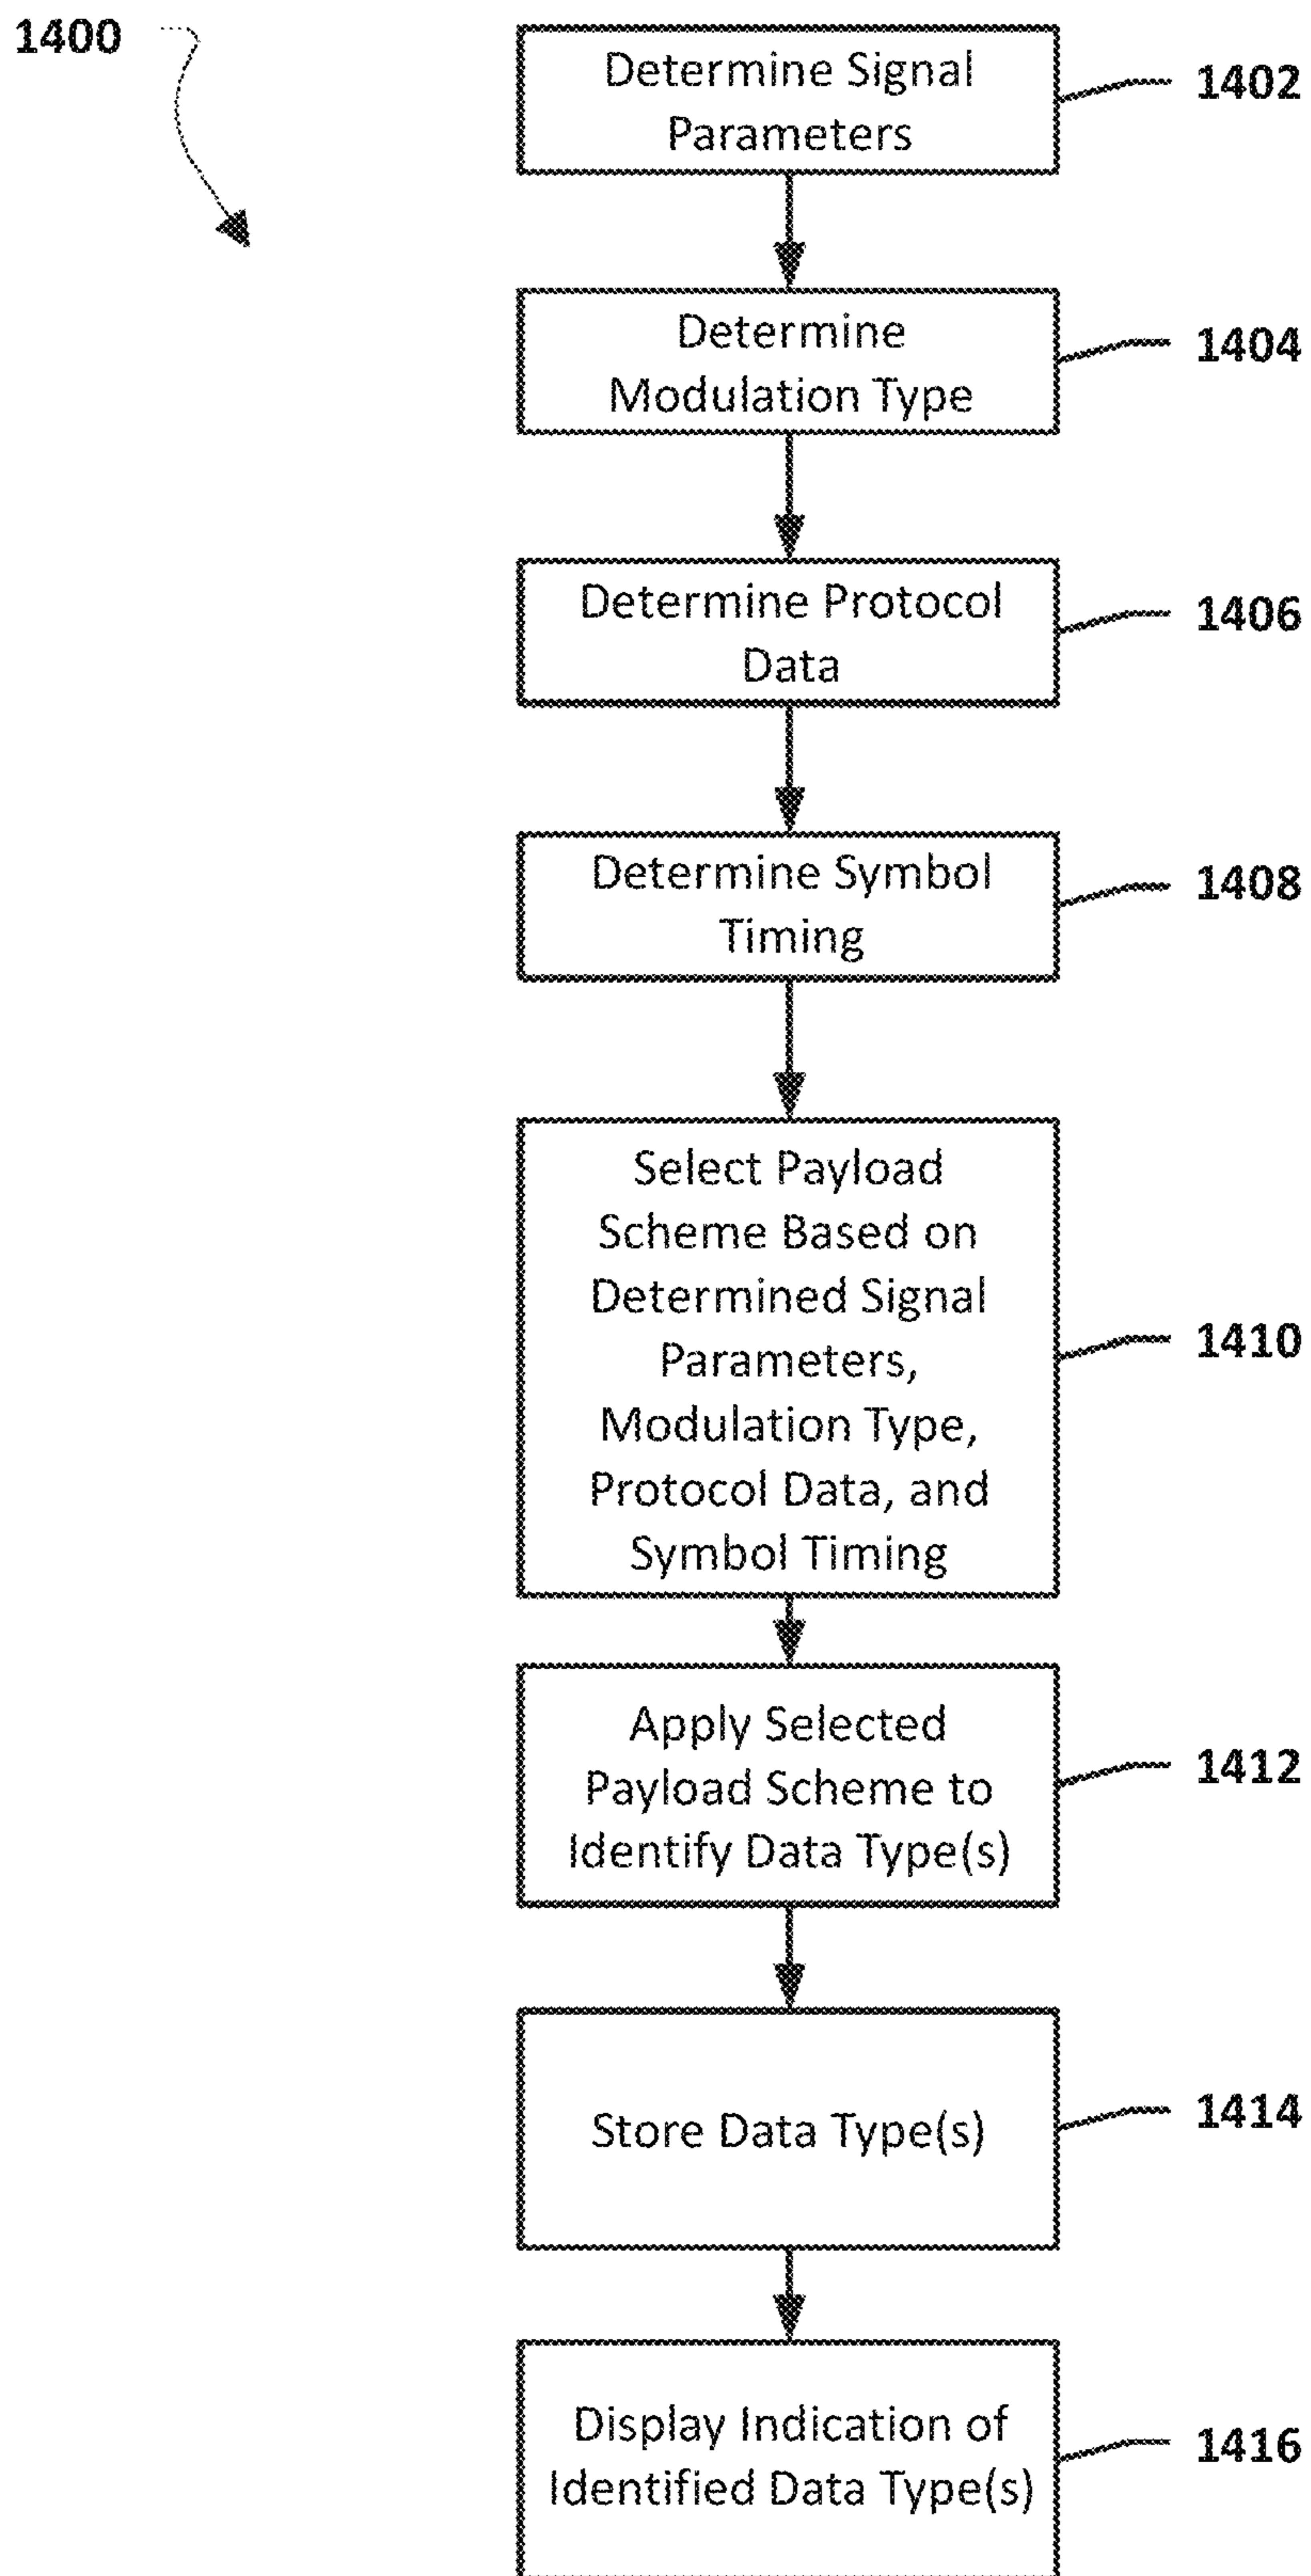 1400
Determine Signal
Parameters
1402
Determine
Modulation Type
1404
Determine Protocol
Data
1406
Determine Symbol
Timing
1408
Select Payload
Scheme Based on
Determined Signal
Parameters,
Modulation Type,
Protocol Data, and
Symbol Timing
1410
Apply Selected
Payload Scheme to
Identify Data Type(s)
1412
Store Data Type(s)
1414
Display Indication of
Identified Data Type(s)
1416